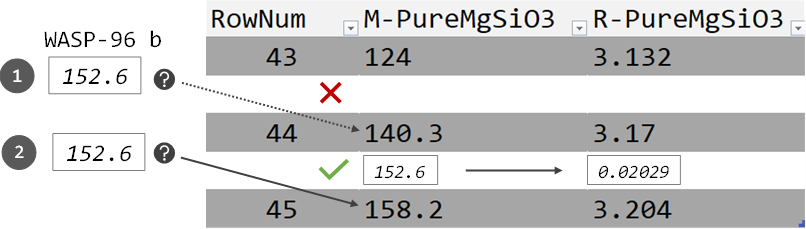 RowNum M-PureMgSiO3 R-PureMgSiO3
WASP-96 b
43 124 3.132
1 152.6 ?
44 140.3 3.17
2 152.6 ?
152.6 0.02029
45 158.2 3.204